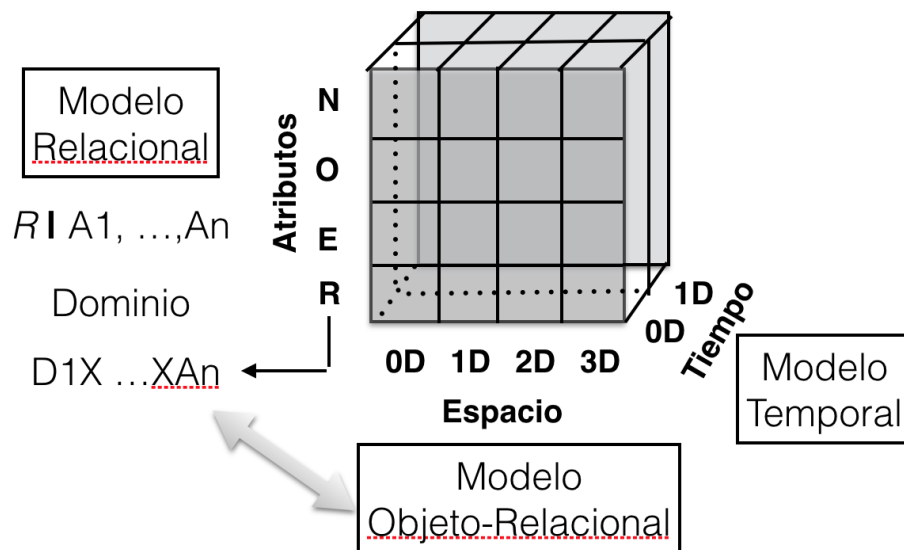 Modelo
Relacional
R I A1, …,An
Dominio
D1X …XAn
Atributos
N
O
E
R
0D 1D 2D 3D
Espacio
1D
0D
Tiempo
Modelo
Temporal
Modelo
Objeto-Relacional